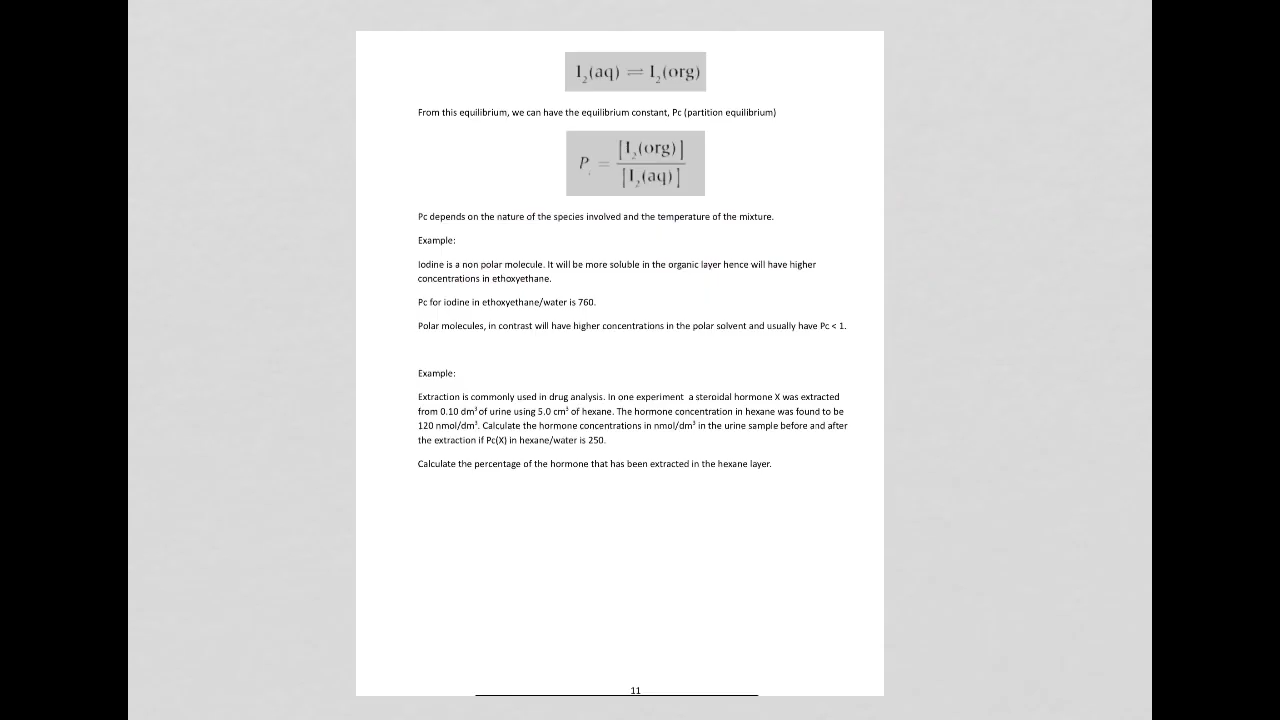 I₂(aq) ⇌ I₂(org)
From this equilibrium, we can have the equilibrium constant, Pc (partition equilibrium)
P꜀ = [I₂(org)] / [I₂(aq)]
Pc depends on the nature of the species involved and the temperature of the mixture.
Example:
Iodine is a non polar molecule. It will be more soluble in the organic layer hence will have higher
concentrations in ethoxyethane.
Pc for iodine in ethoxyethane/water is 760.
Polar molecules, in contrast will have higher concentrations in the polar solvent and usually have Pc < 1.
Example:
Extraction is commonly used in drug analysis. In one experiment  a steroidal hormone X was extracted
from 0.10 dm³ of urine using 5.0 cm³ of hexane. The hormone concentration in hexane was found to be
120 nmol/dm³. Calculate the hormone concentrations in nmol/dm³ in the urine sample before and after
the extraction if Pc(X) in hexane/water is 250.
Calculate the percentage of the hormone that has been extracted in the hexane layer.
11